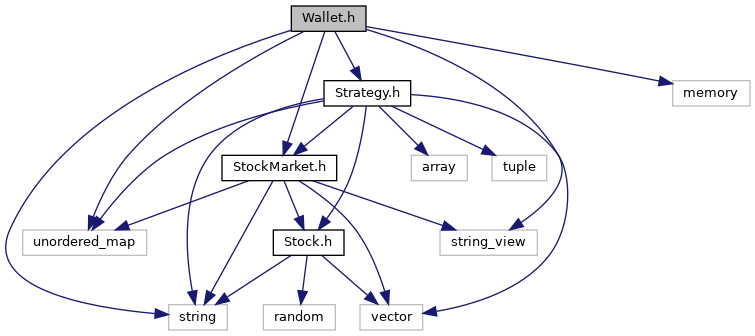 Wallet.h
Strategy.h
memory
StockMarket.h
array
tuple
unordered_map
Stock.h
string_view
string
random
vector